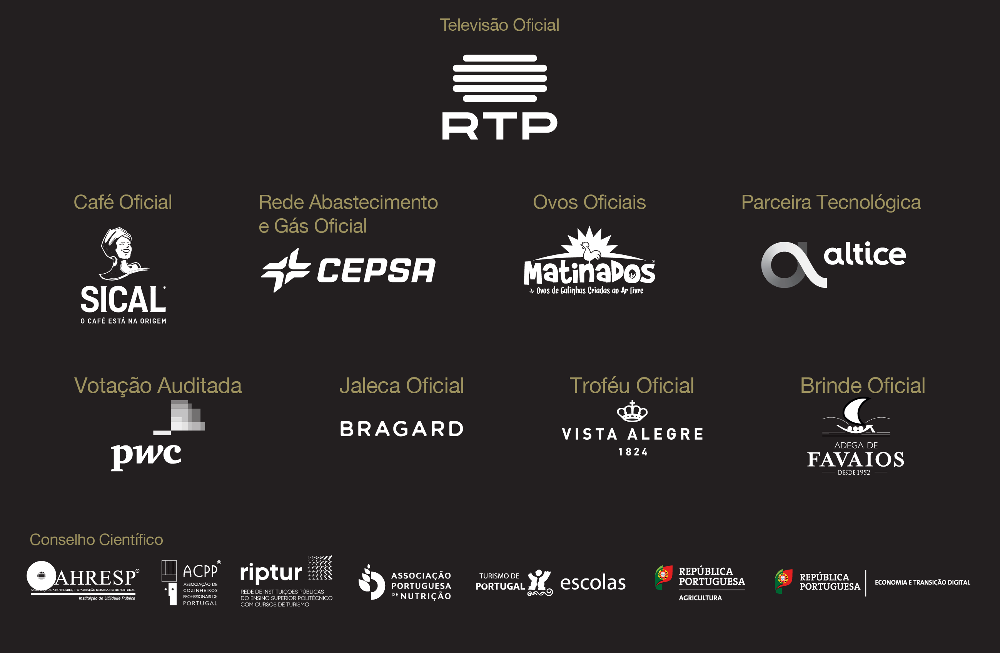 Televisão Oficial
RTP
Café Oficial
SICAL®
O CAFÉ ESTÁ NA ORIGEM
Rede Abastecimento
e Gás Oficial
CEPSA
Ovos Oficiais
MatinaDos®
Ovos de Galinhas Criadas ao Ar Livre
Parceira Tecnológica
altice
Votação Auditada
pwc
Jaleca Oficial
BRAGARD
Troféu Oficial
VISTA ALEGRE
1824
Brinde Oficial
ADEGA DE
FAVAIOS
DESDE 1952
Conselho Científico
AHRESP®
ASSOCIAÇÃO DA HOTELARIA, RESTAURAÇÃO E SIMILARES DE PORTUGAL
Instituição de Utilidade Pública
ACPP®
ASSOCIAÇÃO DE
COZINHEIROS
PROFISSIONAIS DE
PORTUGAL
riptur
REDE DE INSTITUIÇÕES PÚBLICAS
DO ENSINO SUPERIOR POLITÉCNICO
COM CURSOS DE TURISMO
ASSOCIAÇÃO
PORTUGUESA
DE NUTRIÇÃO
TURISMO DE
PORTUGAL
escolas
REPÚBLICA
PORTUGUESA
AGRICULTURA
REPÚBLICA
PORTUGUESA
ECONOMIA E TRANSIÇÃO DIGITAL